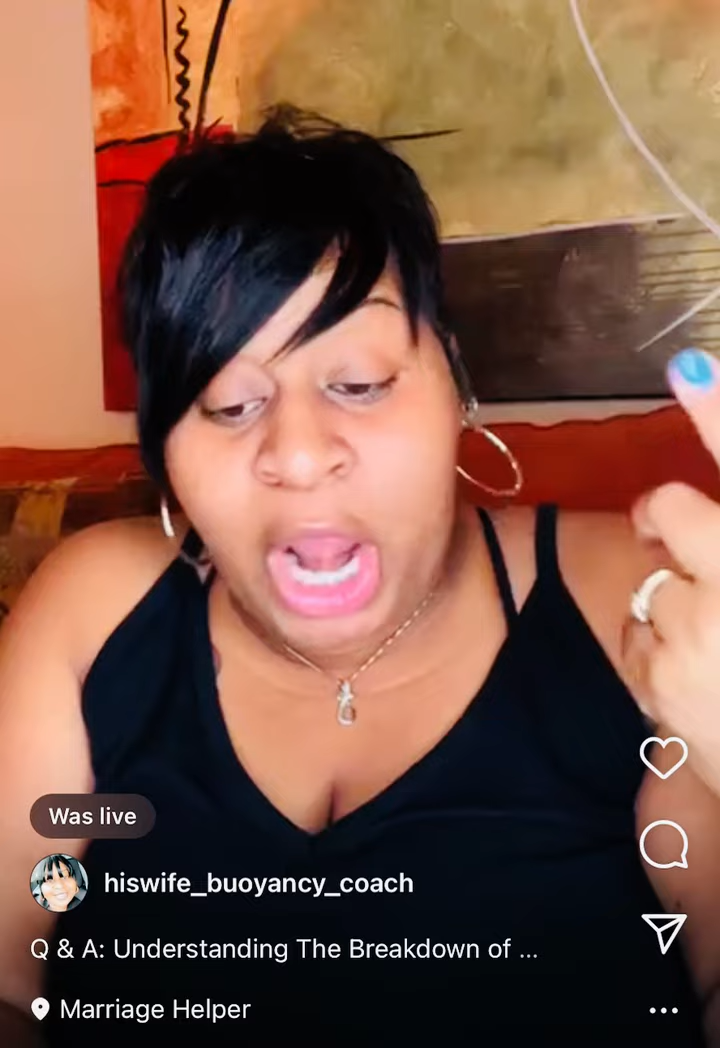 Was live
hiswife_buoyancy_coach
Q & A: Understanding The Breakdown of ...
Marriage Helper